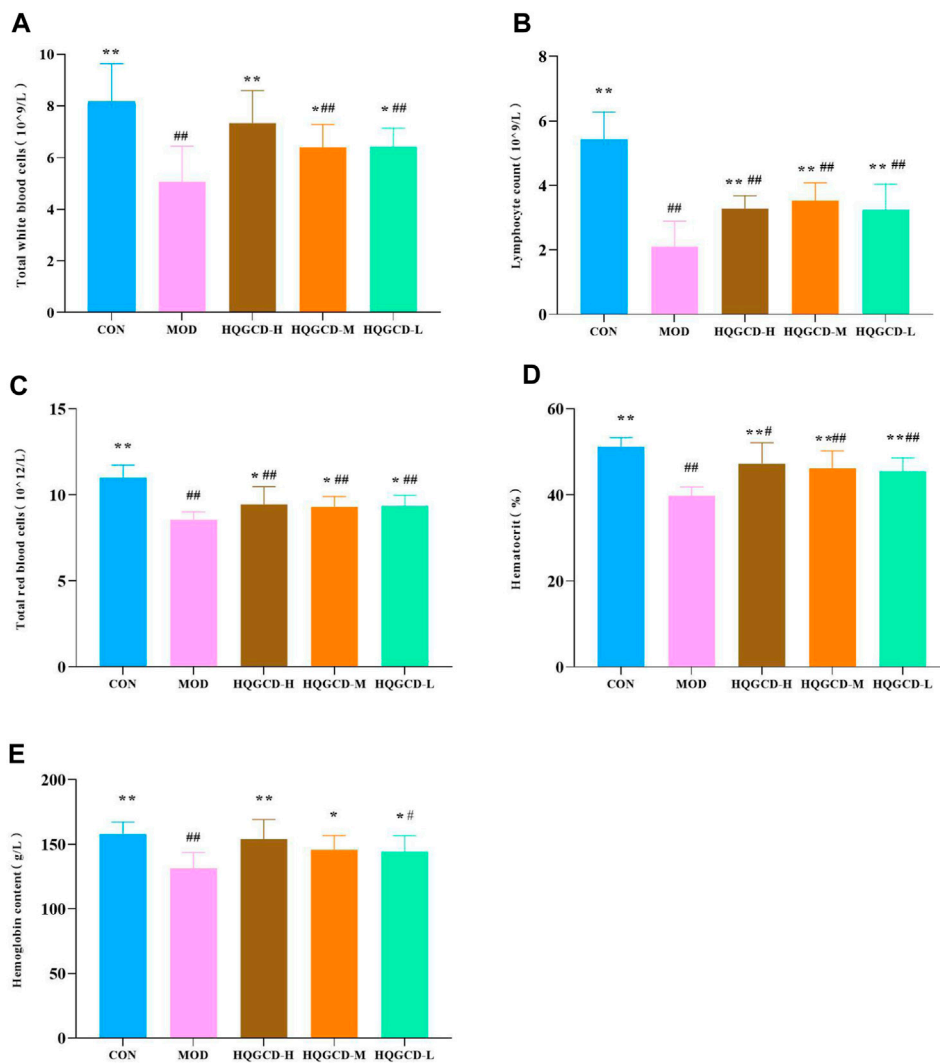 A
Total white blood cells ( 10^9/L)
10
8
6
4
2
0
** ## ** *## * ##
CON MOD HQGCD-H HQGCD-M HQGCD-L
B
Lymphocyte count ( 10^9/L)
8
6
4
2
0
** ## ** ## ** ## ** ##
CON MOD HQGCD-H HQGCD-M HQGCD-L
C
Total red blood cells ( 10^12/L)
15
10
5
0
** ## * ## * ## * ##
CON MOD HQGCD-H HQGCD-M HQGCD-L
D
Hematocrit ( %)
60
40
20
0
** ## **# **## **##
CON MOD HQGCD-H HQGCD-M HQGCD-L
E
Hemoglobin content ( g/L)
200
150
100
50
0
** ## ** * *#
CON MOD HQGCD-H HQGCD-M HQGCD-L